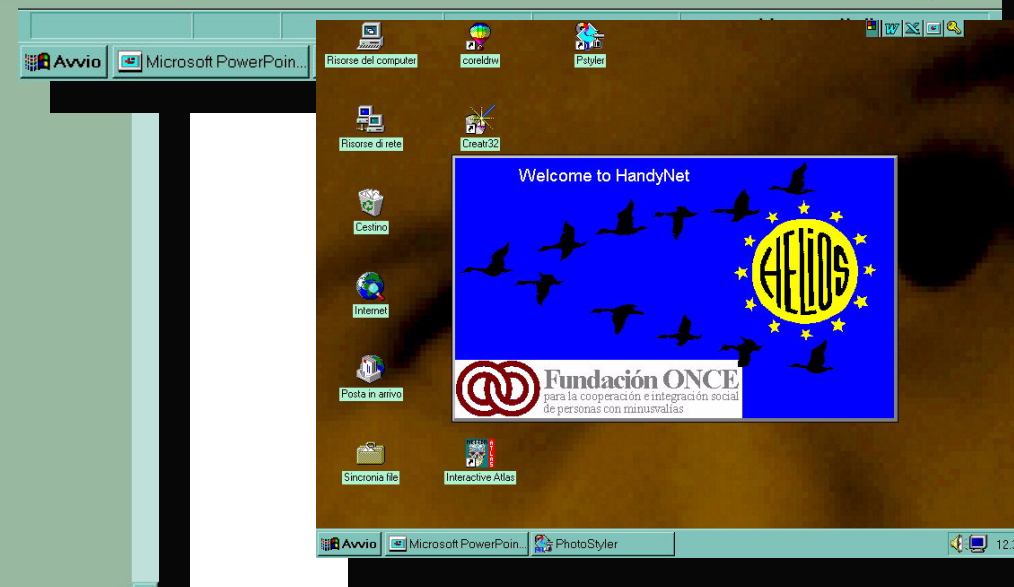 Avvio
Microsoft PowerPoin...
Risorse del computer
coreldrw
Pstyler
Risorse di rete
Creatr32
Welcome to HandyNet
HELIOS
Cestino
Internet
Fundación ONCE
para la cooperación e integración social
de personas con minusvalías
Posta in arrivo
Sincronia file
Interactive Atlas
Avvio
Microsoft PowerPoin...
PhotoStyler